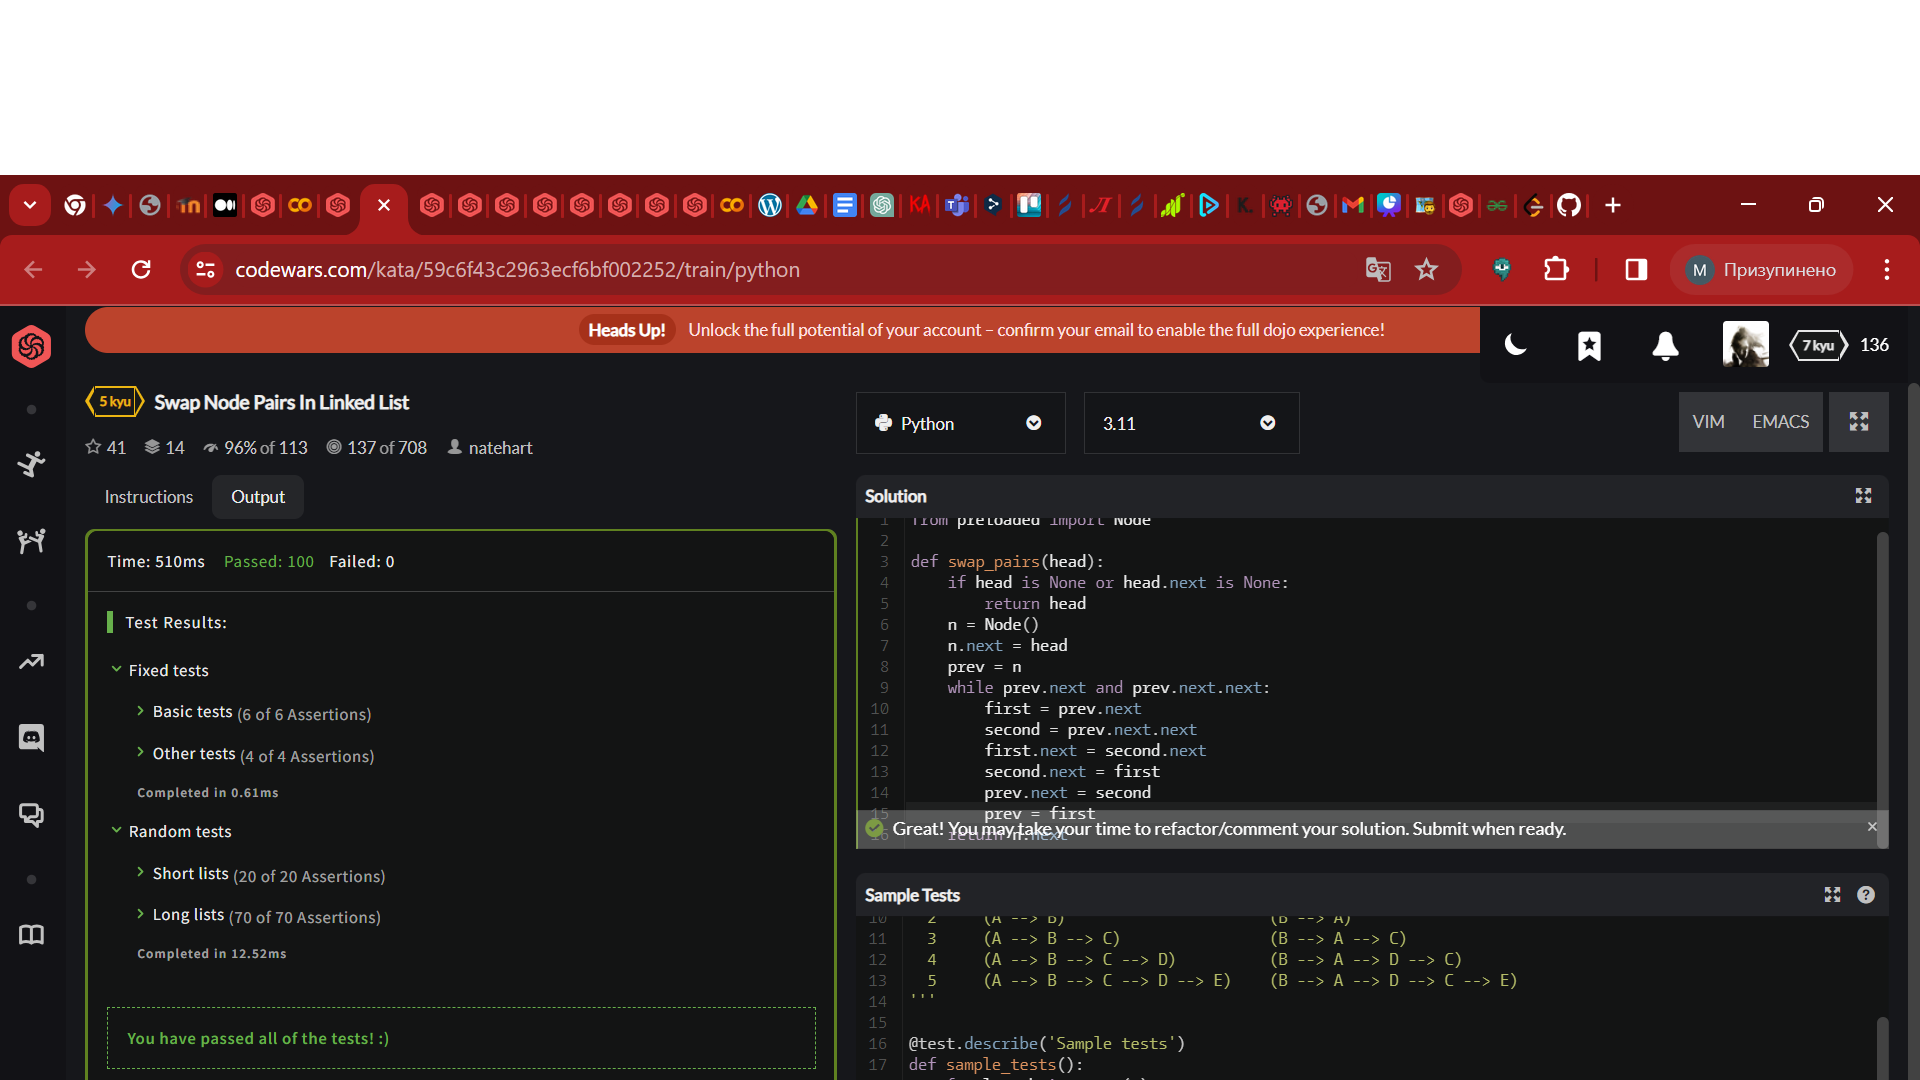 codewars.com/kata/59c6f43c2963ecf6bf002252/train/python
M Призупинено
Heads Up! Unlock the full potential of your account – confirm your email to enable the full dojo experience!
7 kyu 136
5 kyu Swap Node Pairs In Linked List
41 14 96% of 113 137 of 708 natehart
Instructions Output
Time: 510ms Passed: 100 Failed: 0
Test Results:
Fixed tests
Basic tests (6 of 6 Assertions)
Other tests (4 of 4 Assertions)
Completed in 0.61ms
Random tests
Short lists (20 of 20 Assertions)
Long lists (70 of 70 Assertions)
Completed in 12.52ms
You have passed all of the tests! :)
Python 3.11 VIM EMACS
Solution
1 from preloaded import Node
2
3 def swap_pairs(head):
4 if head is None or head.next is None:
5 return head
6 n = Node()
7 n.next = head
8 prev = n
9 while prev.next and prev.next.next:
10 first = prev.next
11 second = prev.next.next
12 first.next = second.next
13 second.next = first
14 prev.next = second
15 prev = first
16 return n.next
Great! You may take your time to refactor/comment your solution. Submit when ready.
Sample Tests
10 2 (A --> B) (B --> A)
11 3 (A --> B --> C) (B --> A --> C)
12 4 (A --> B --> C --> D) (B --> A --> D --> C)
13 5 (A --> B --> C --> D --> E) (B --> A --> D --> C --> E)
14 '''
15
16 @test.describe('Sample tests')
17 def sample_tests():